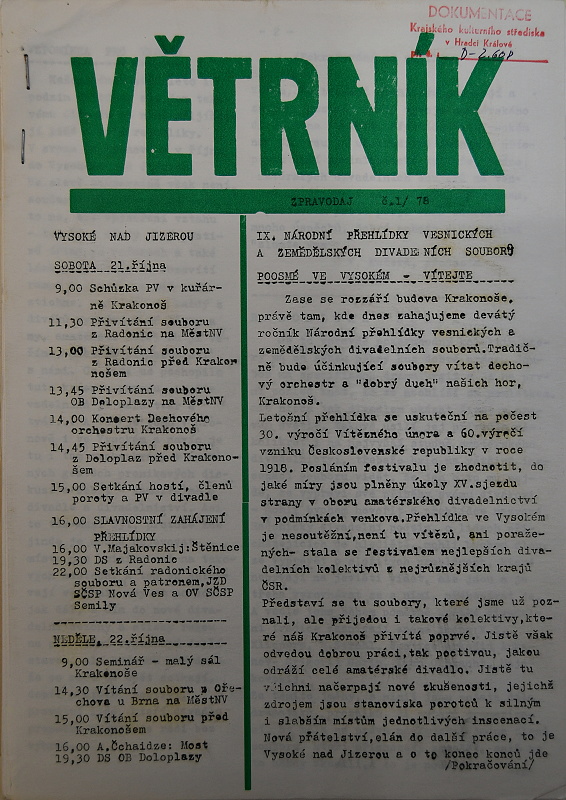 DOKUMENTACE
Krajského kulturního střediska
v Hradci Králové
VĚTRNÍK
ZPRAVODAJ č.1/ 78
VYSOKÉ NAD JIZEROU
SOBOTA 21.října
9,00 Schůzka PV v kuřár-
ně Krakonoš
11,30 Přivítání souboru
z Radonic na MěstNV
13,00 Přivítání souboru
z Radonic před Krakon
nošem
13,45 Přivítání souboru
OB Doloplazy na MěstNV
14,00 Koncert Dechového
orchestru Krakonoš
14,45 Přivítání souboru
z Doloplaz před Krakono-
šem
15,00 Setkání hostí, členů
poroty a PV v divadle
16,00 SLAVNOSTNÍ ZAHÁJENÍ
PŘEHLÍDKY
16,00 V.Majakovskij:Štěnice
19,30 DS z Radonic
22,00 Setkání radonického
souboru a patronem,JZD
SČSP Nová Ves a OV SČSP
Semily
NEDĚLE, 22.října
9,00 Seminář - malý sál
Krakonoše
14,30 Vítání souboru z Oře-
chova u Brna na MěstNV
15,00 Vítání souboru před
Krakonošem
16,00 A.Čchaidze: Most
19,30 DS OB Doloplazy
IX. NÁRODNÍ PŘEHLÍDKY VESNICKÝCH
A ZEMĚDĚLSKÝCH DIVADELNÍCH SOUBORŮ
POOSMÉ VE VYSOKÉM - VÍTEJTE
Zase se rozzáří budova Krakonoše,
právě tam, kde dnes zahajujeme devátý
ročník Národní přehlídky vesnických a
zemědělských divadelních souborů.Tradič-
ně bude účinkující soubory vítat decho-
vý orchestr a "dobrý duch" našich hor,
Krakonoš.
Letošní přehlídka se uskuteční na počest
30. výročí Vítězného února a 60.výročí
vzniku Československé republiky v roce
1918. Posláním festivalu je zhodnotit, do
jaké míry jsou plněny úkoly XV.sjezdu
strany v oboru amatérského divadelnictví
v podmínkách venkova.Přehlídka ve Vysokém
je nesoutěžní,není tu vítězů, ani poraže-
ných- stala se festivalem nejlepších diva-
delních kolektivů z nejrůznějších krajů
ČSR.
Představí se tu soubory, které jsme už poz-
nali, ale přijedou i takové kolektivy,kte-
ré náš Krakonoš přivítá poprvé. Jistě však
odvedou dobrou práci,tak poctivou, jakou
odráží celé amatérské divadlo. Jistě tu
všichni načerpají nové zkušenosti, jejichž
zdrojem jsou stanoviska porotců k silným
i slabším místům jednotlivých inscenací.
Nová přátelství,elán do další práce, to je
Vysoké nad Jizerou a o to konec konců jde
/Pokračování/